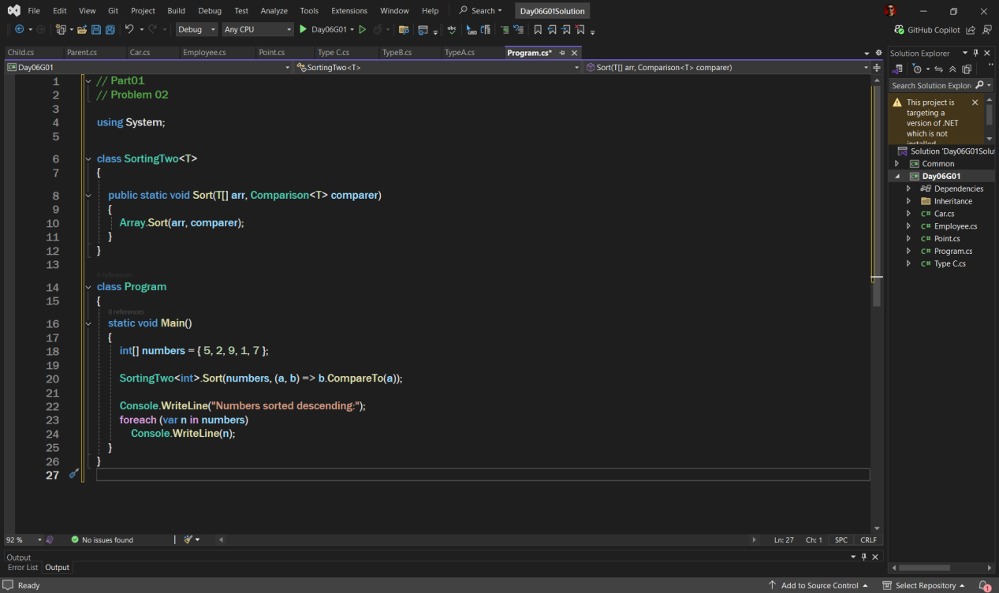 File Edit View Git Project Build Debug Test Analyze Tools Extensions Window Help Search Day06G01Solution
Debug Any CPU Day06G01 GitHub Copilot
Child.cs Parent.cs Car.cs Employee.cs Point.cs Type C.cs TypeB.cs TypeA.cs Program.cs*
Day06G01 SortingTwo<T> Sort(T[] arr, Comparison<T> comparer)
1 // Part01
2 // Problem 02
3
4 using System;
5
6 class SortingTwo<T>
7 {
8 public static void Sort(T[] arr, Comparison<T> comparer)
9 {
10 Array.Sort(arr, comparer);
11 }
12 }
13
0 references
14 class Program
15 {
0 references
16 static void Main()
17 {
18 int[] numbers = { 5, 2, 9, 1, 7 };
19
20 SortingTwo<int>.Sort(numbers, (a, b) => b.CompareTo(a));
21
22 Console.WriteLine("Numbers sorted descending:");
23 foreach (var n in numbers)
24 Console.WriteLine(n);
25 }
26 }
27
92 % No issues found Ln: 27 Ch: 1 SPC CRLF
Output
Error List Output
Ready Add to Source Control Select Repository 1
Solution Explorer
Search Solution Explor
This project is
targeting a
version of .NET
which is not
installed
Solution 'Day06G01Solu
Common
Day06G01
Dependencies
Inheritance
C# Car.cs
C# Employee.cs
C# Point.cs
C# Program.cs
C# Type C.cs